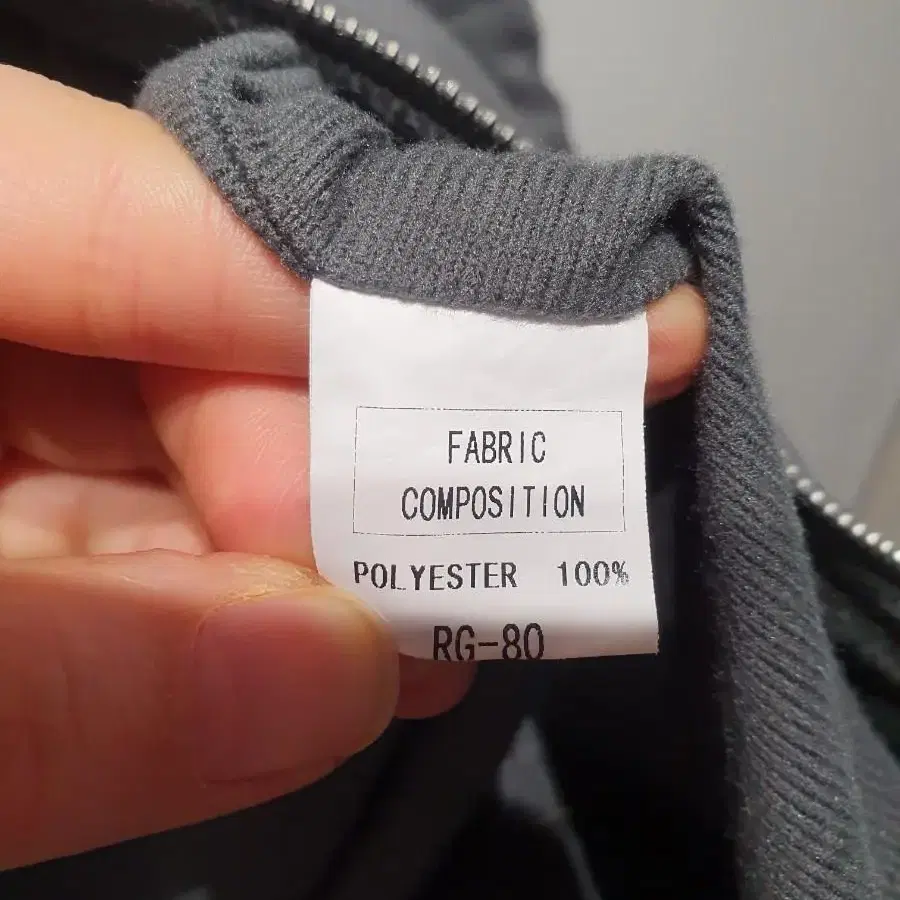 FABRIC
COMPOSITION
POLYESTER 100%
RG-80